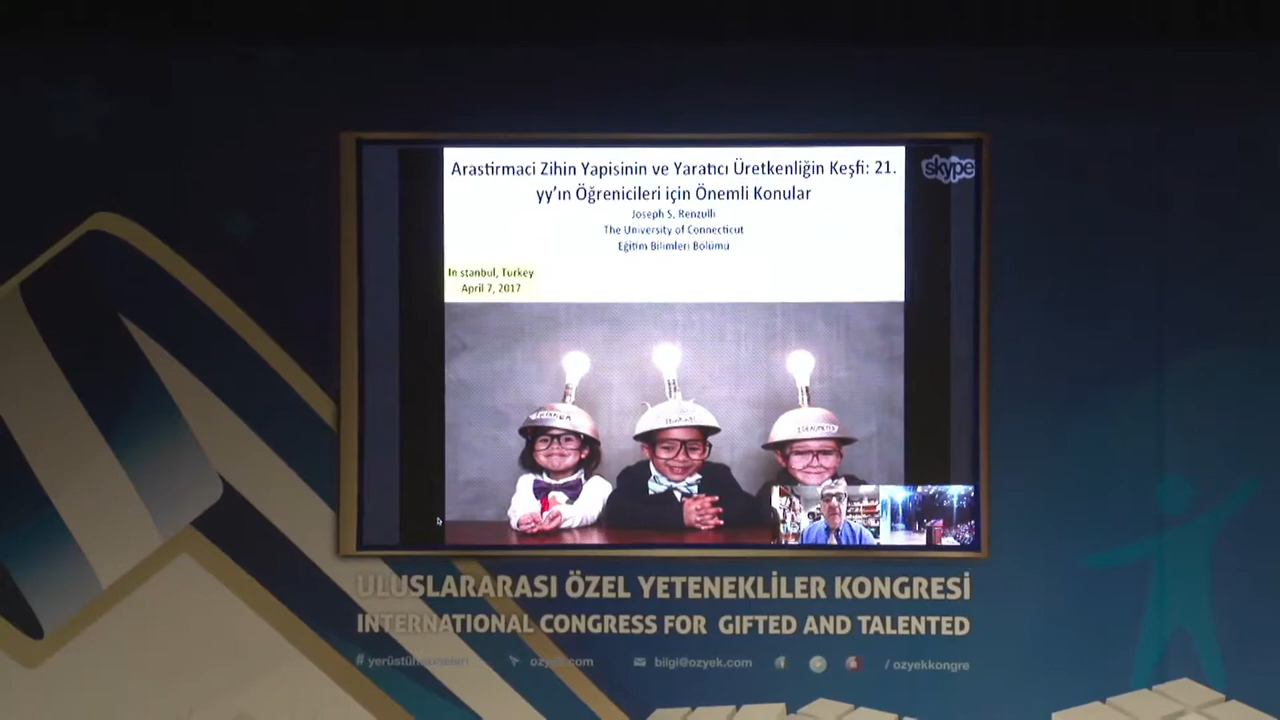 Arastirmaci Zihin Yapisinin ve Yaratıcı Üretkenliğin Keşfi: 21.
yy'ın Öğrenicileri için Önemli Konular
Joseph S. Renzulli
The University of Connecticut
Eğitim Bilimleri Bölümü
In stanbul, Turkey
April 7, 2017
skype
ULUSLARARASI ÖZEL YETENEKLİLER KONGRESİ
INTERNATIONAL CONGRESS FOR GIFTED AND TALENTED
bilgi@ozyek.com
/ ozyekkongre